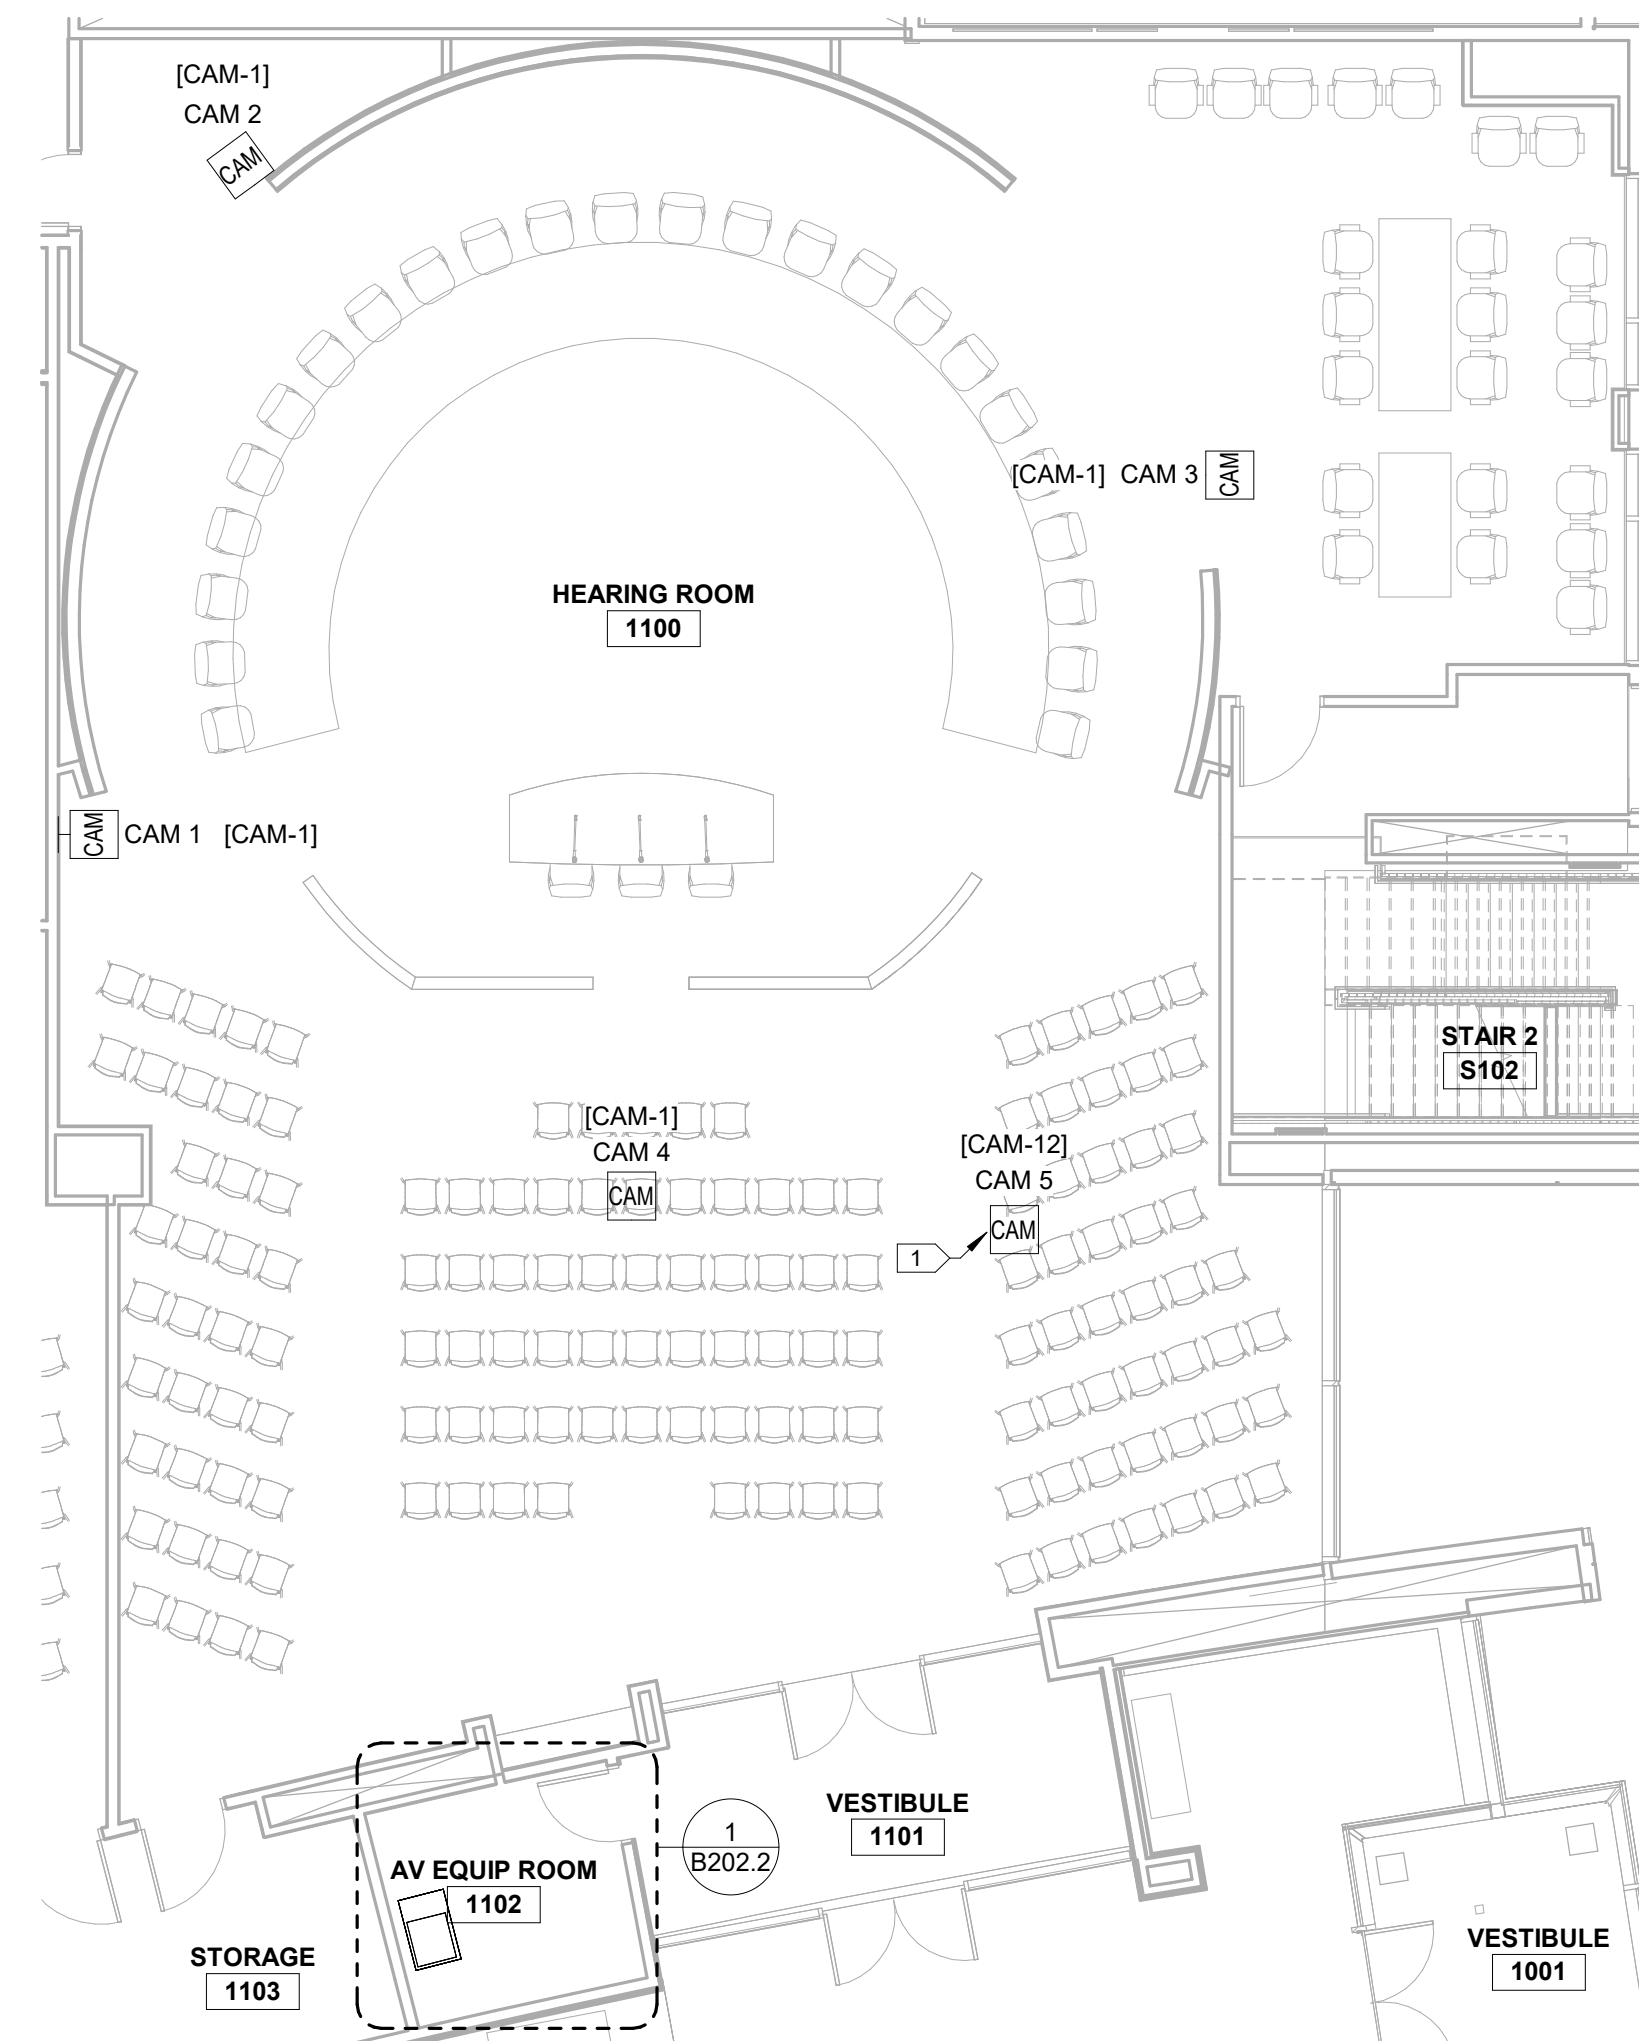 [CAM-1]
CAM 2
CAM
[CAM-1] CAM 3 CAM
HEARING ROOM
1100
CAM CAM 1 [CAM-1]
STAIR 2
S102
[CAM-1]
CAM 4
CAM
[CAM-12]
CAM 5
CAM
1
VESTIBULE
1101
1
B202.2
AV EQUIP ROOM
1102
STORAGE
1103
VESTIBULE
1001